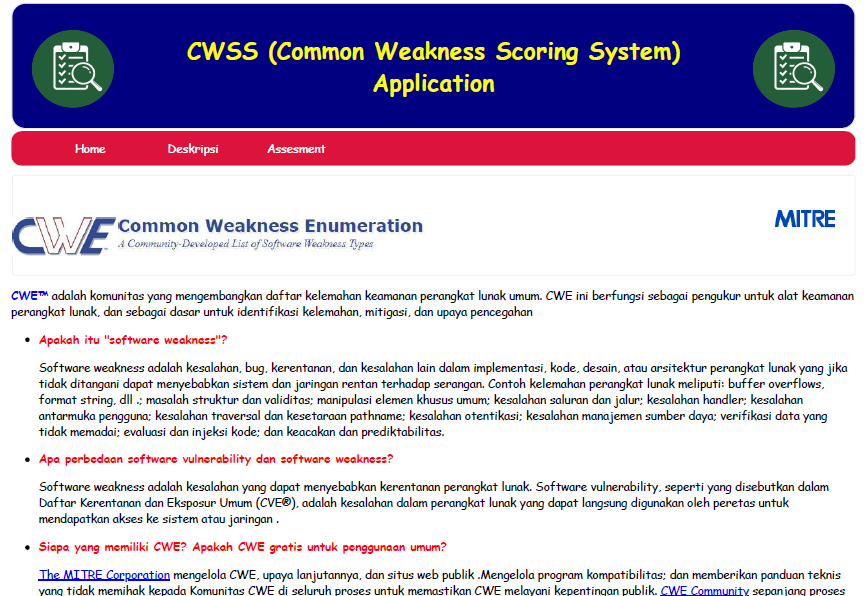 CWSS (Common Weakness Scoring System)
Application
Home Deskripsi Assesment
CWE Common Weakness Enumeration
A Community-Developed List of Software Weakness Types
MITRE
CWE™ adalah komunitas yang mengembangkan daftar kelemahan keamanan perangkat lunak umum. CWE ini berfungsi sebagai pengukur untuk alat keamanan
perangkat lunak, dan sebagai dasar untuk identifikasi kelemahan, mitigasi, dan upaya pencegahan
• Apakah itu "software weakness"?
Software weakness adalah kesalahan, bug, kerentanan, dan kesalahan lain dalam implementasi, kode, desain, atau arsitektur perangkat lunak yang jika
tidak ditangani dapat menyebabkan sistem dan jaringan rentan terhadap serangan. Contoh kelemahan perangkat lunak meliputi: buffer overflows,
format string, dll .; masalah struktur dan validitas; manipulasi elemen khusus umum; kesalahan saluran dan jalur; kesalahan handler; kesalahan
antarmuka pengguna; kesalahan traversal dan kesetaraan pathname; kesalahan otentikasi; kesalahan manajemen sumber daya; verifikasi data yang
tidak memadai; evaluasi dan injeksi kode; dan keacakan dan prediktabilitas.
• Apa perbedaan software vulnerability dan software weakness?
Software weakness adalah kesalahan yang dapat menyebabkan kerentanan perangkat lunak. Software vulnerability, seperti yang disebutkan dalam
Daftar Kerentanan dan Eksposur Umum (CVE®), adalah kesalahan dalam perangkat lunak yang dapat langsung digunakan oleh peretas untuk
mendapatkan akses ke sistem atau jaringan .
• Siapa yang memiliki CWE? Apakah CWE gratis untuk penggunaan umum?
The MITRE Corporation mengelola CWE, upaya lanjutannya, dan situs web publik .Mengelola program kompatibilitas; dan memberikan panduan teknis
yang tidak memihak kepada Komunitas CWE di seluruh proses untuk memastikan CWE melayani kepentingan publik. CWE Community sepanjang proses